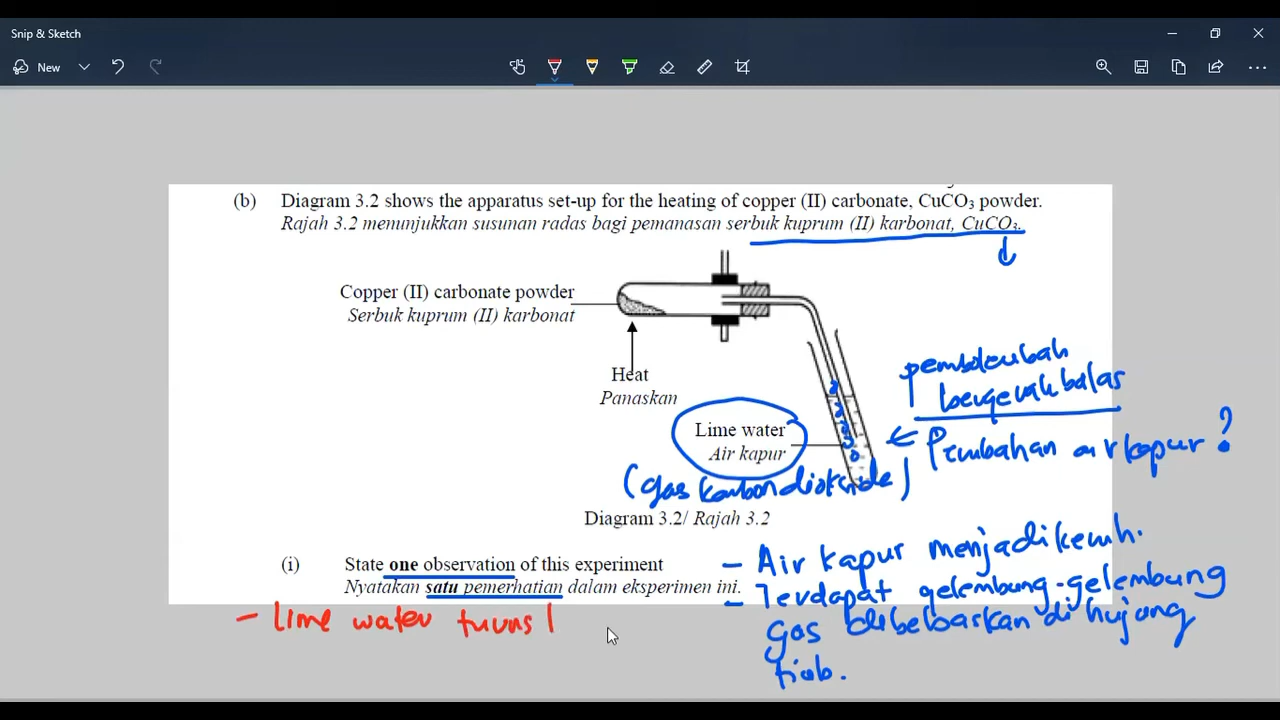 Snip & Sketch
New
(b) Diagram 3.2 shows the apparatus set-up for the heating of copper (II) carbonate, CuCO₃ powder.
Rajah 3.2 menunjukkan susunan radas bagi pemanasan serbuk kuprum (II) karbonat, CuCO₃.
Copper (II) carbonate powder
Serbuk kuprum (II) karbonat
Heat
Panaskan
pembolehubah
bergerakbalas
Lime water
Air kapur
Perubahan air kapur ?
(gas karbon dioksida)
Diagram 3.2/ Rajah 3.2
(i) State one observation of this experiment
Nyatakan satu pemerhatian dalam eksperimen ini.
- Air kapur menjadi keruh.
- Terdapat gelembung-gelembung
gas dibebaskan di hujung
tiub.
- lime water turns l